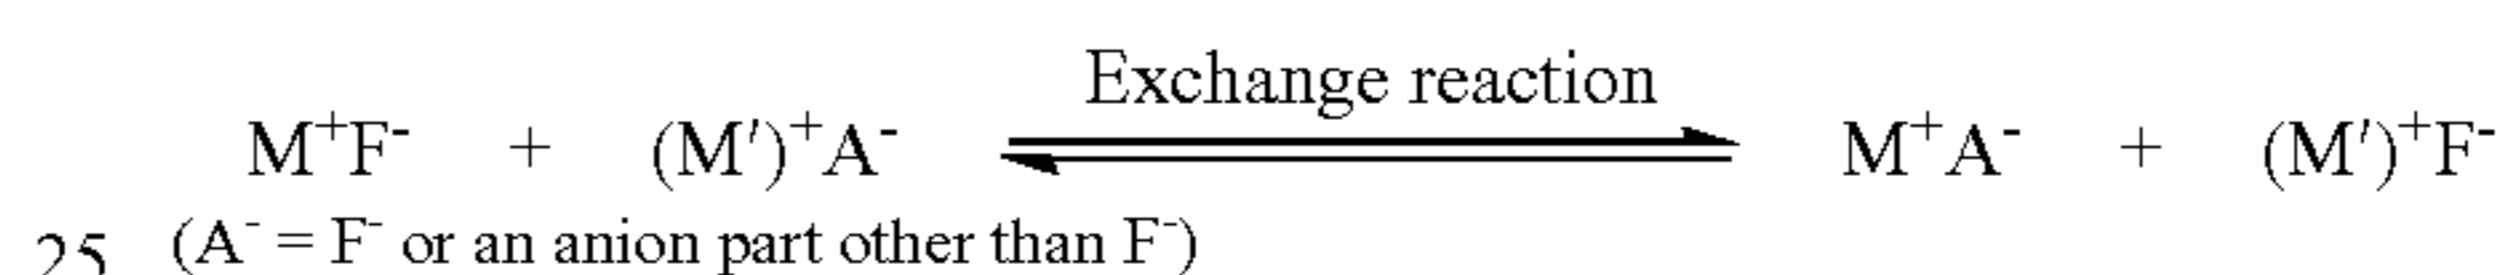 Exchange reaction
M⁺F⁻ + (M')⁺A⁻ ⇌ M⁺A⁻ + (M')⁺F⁻
25 (A⁻ = F⁻ or an anion part other than F⁻)